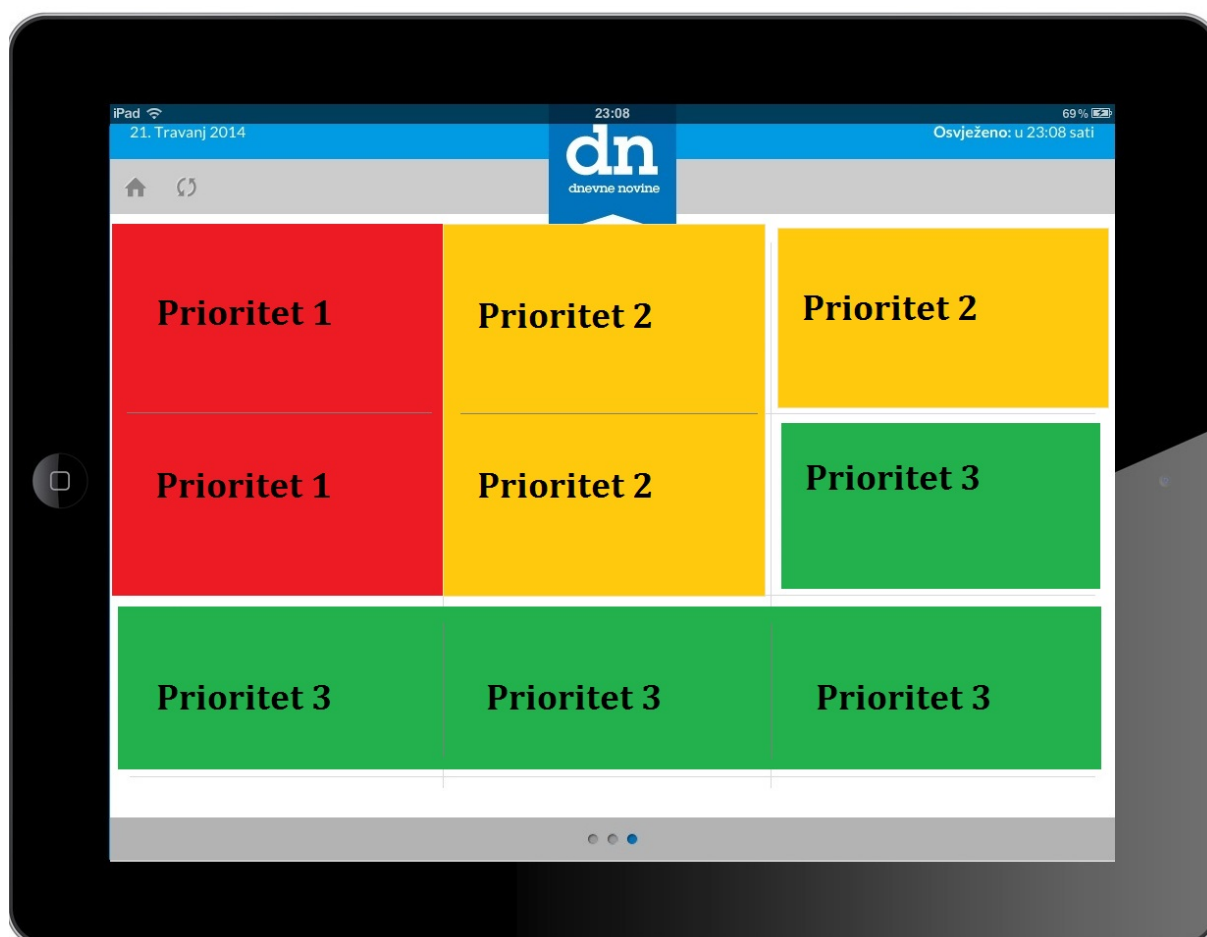 iPad 23:08 69%
21. Travanj 2014 Osvježeno: u 23:08 sati
dn
dnevne novine
Prioritet 1 Prioritet 2 Prioritet 2
Prioritet 1 Prioritet 2 Prioritet 3
Prioritet 3 Prioritet 3 Prioritet 3